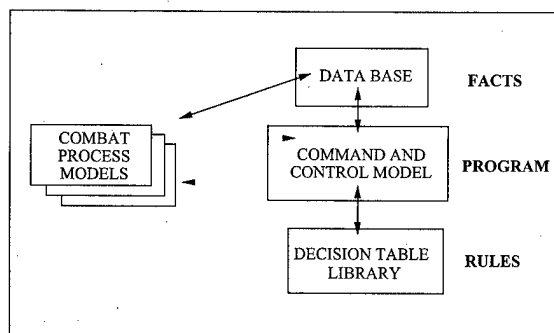 DATA BASE
FACTS
COMBAT
PROCESS
MODELS
COMMAND AND
CONTROL MODEL
PROGRAM
DECISION TABLE
LIBRARY
RULES